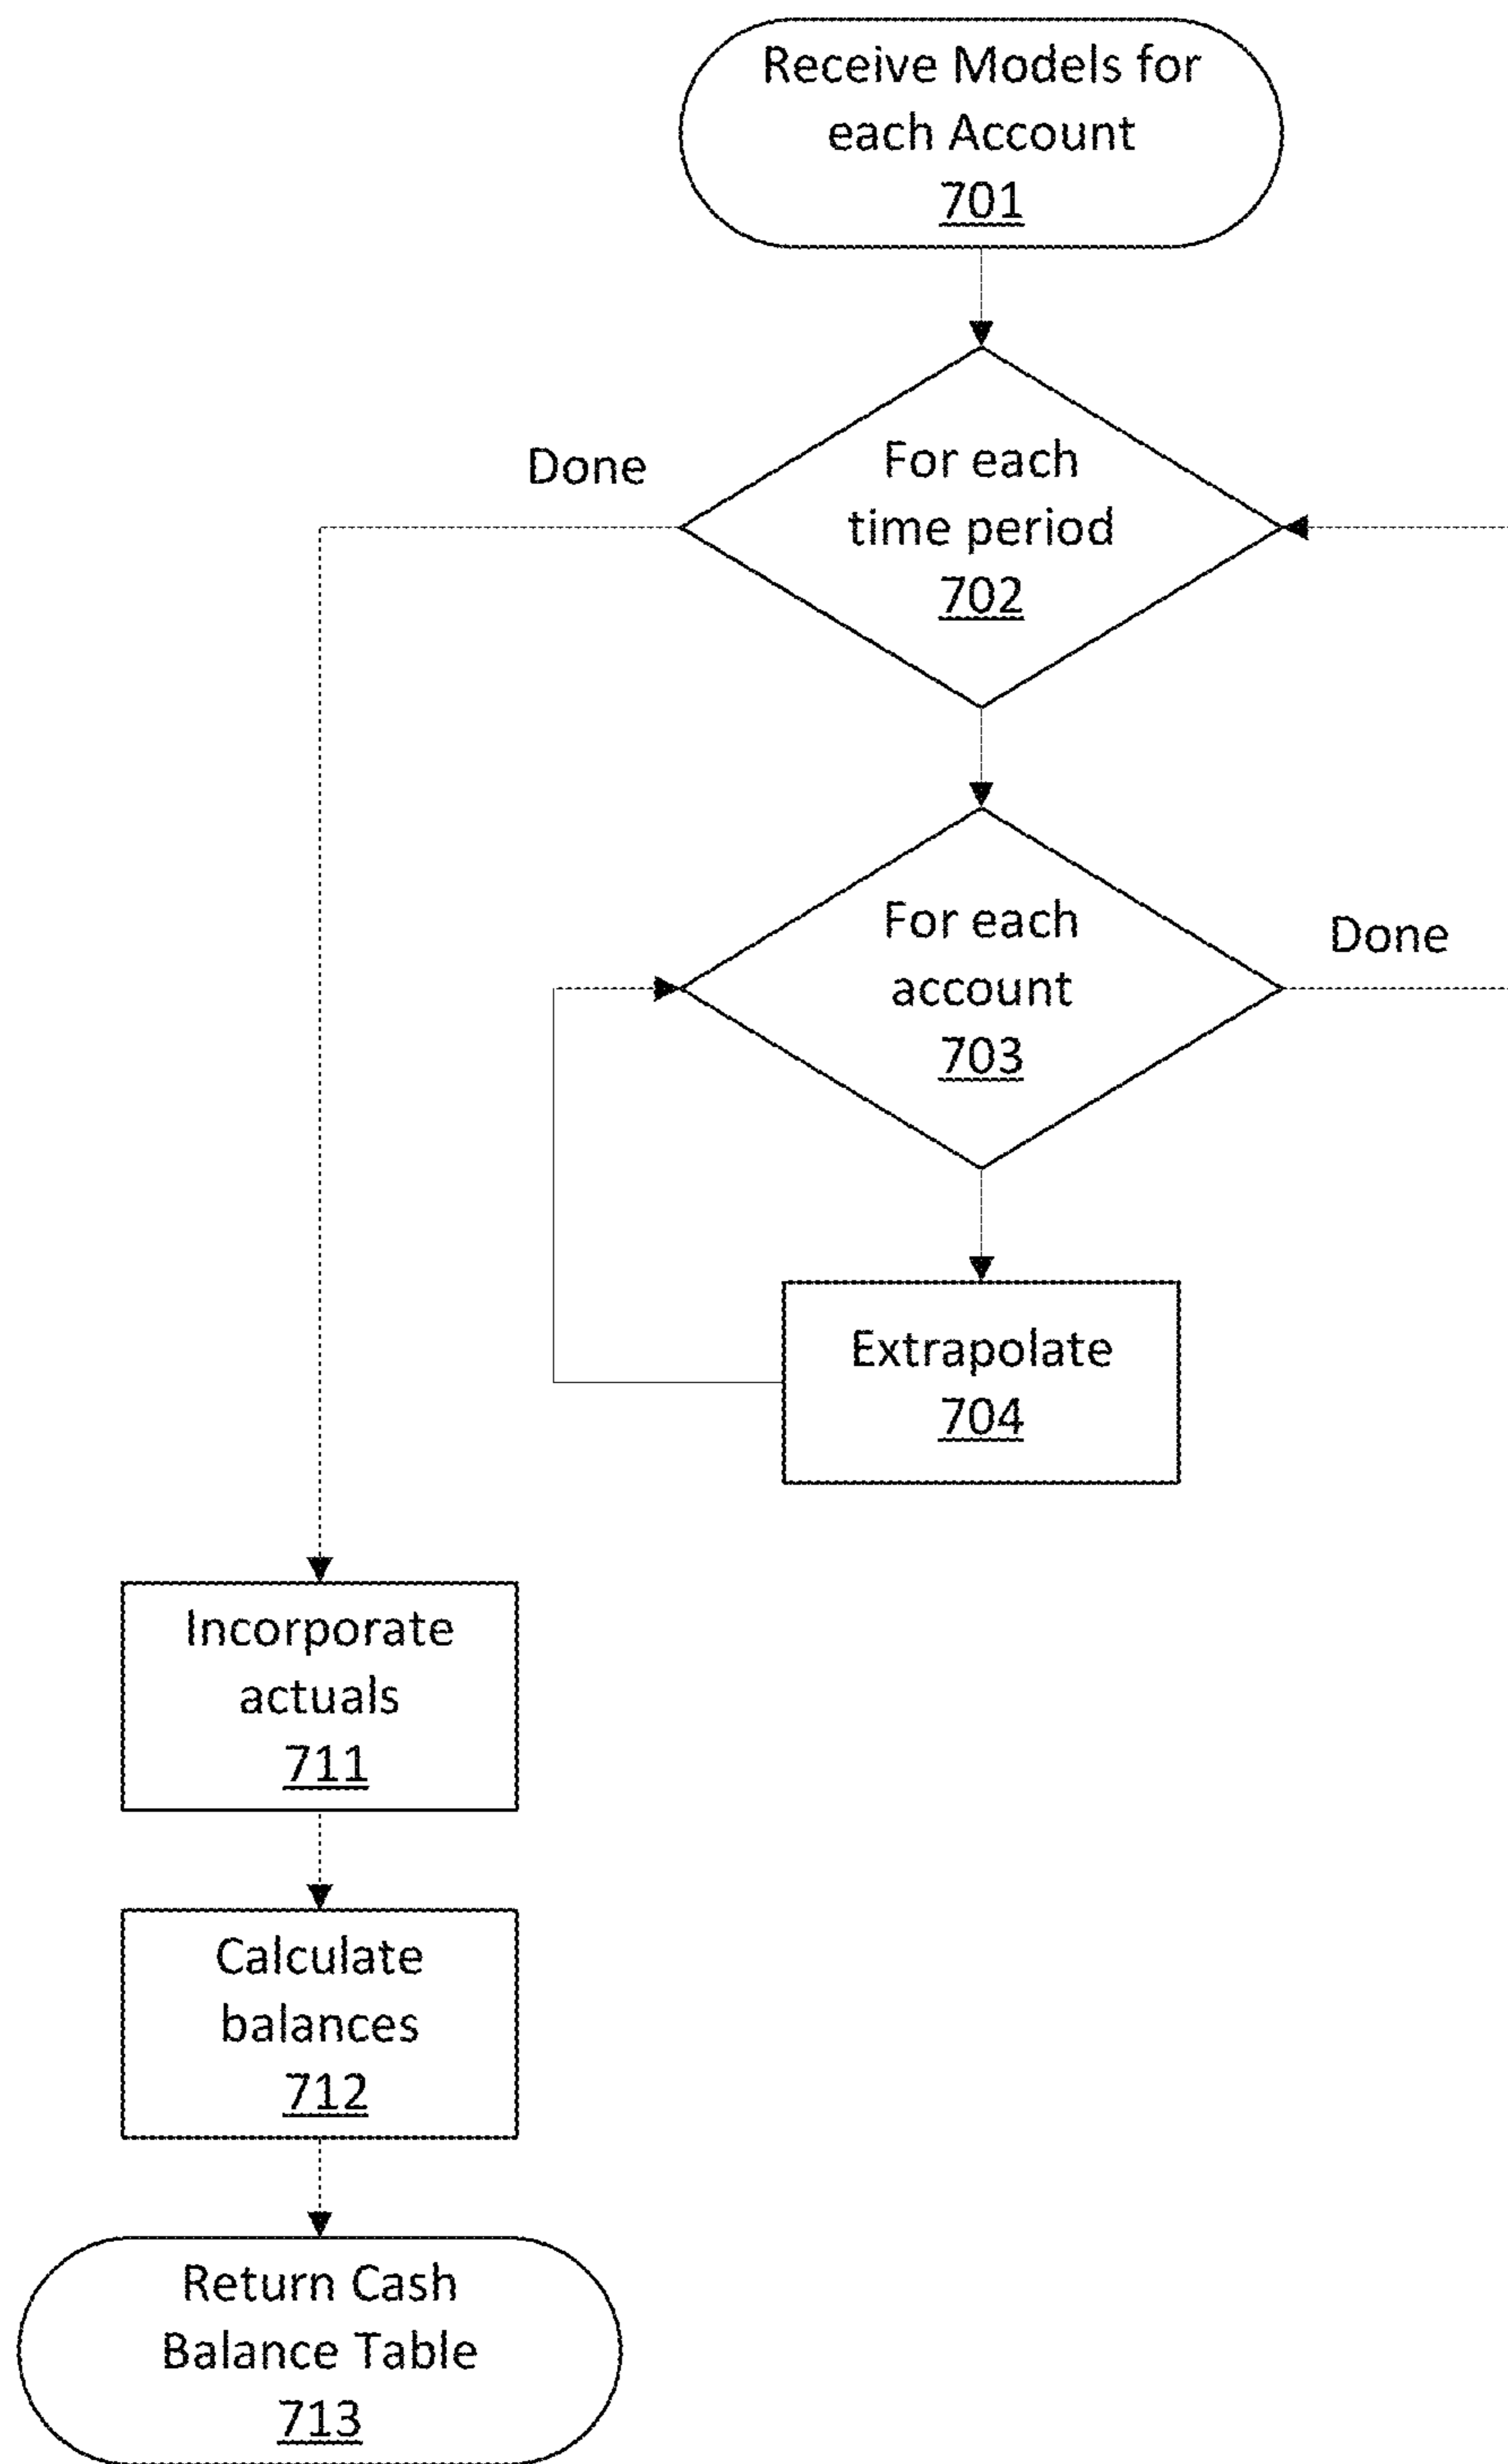 Receive Models for
each Account
701
Done
For each
time period
702
For each
account
703
Done
Extrapolate
704
Incorporate
actuals
711
Calculate
balances
712
Return Cash
Balance Table
713